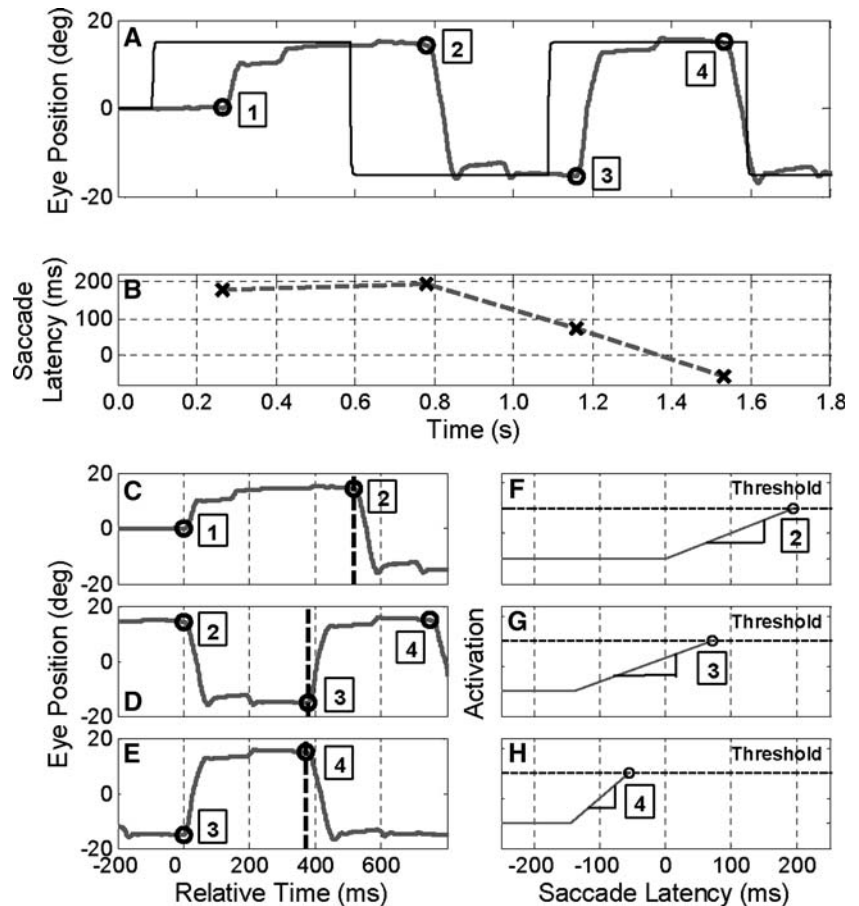 A
Eye Position (deg)
20
0
-20
1
2
3
4
B
Saccade
Latency (ms)
200
100
0
0.0 0.2 0.4 0.6 0.8 1.0 1.2 1.4 1.6 1.8
Time (s)
C
20
0
-20
1
2
D
20
0
-20
2
3
4
E
20
0
-20
3
4
Eye Position (deg)
-200 0 200 400 600
Relative Time (ms)
F
Threshold
2
G
Threshold
3
H
Threshold
4
Activation
-200 -100 0 100 200
Saccade Latency (ms)